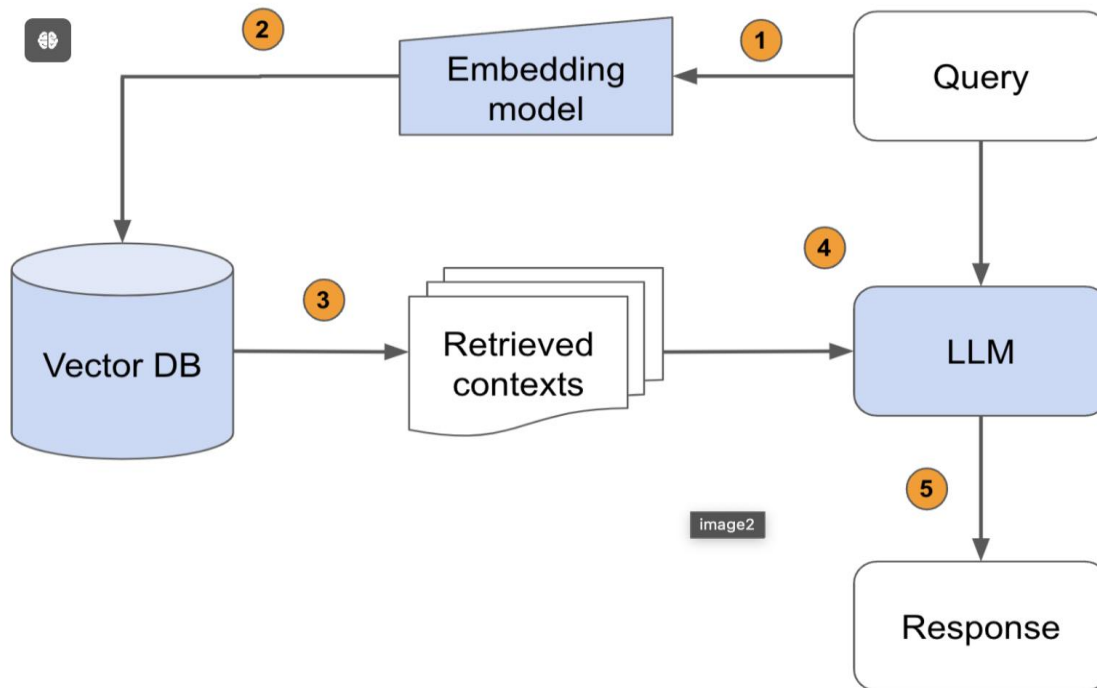 2
1
Embedding
model
Query
4
3
Vector DB
Retrieved
contexts
LLM
5
image2
Response